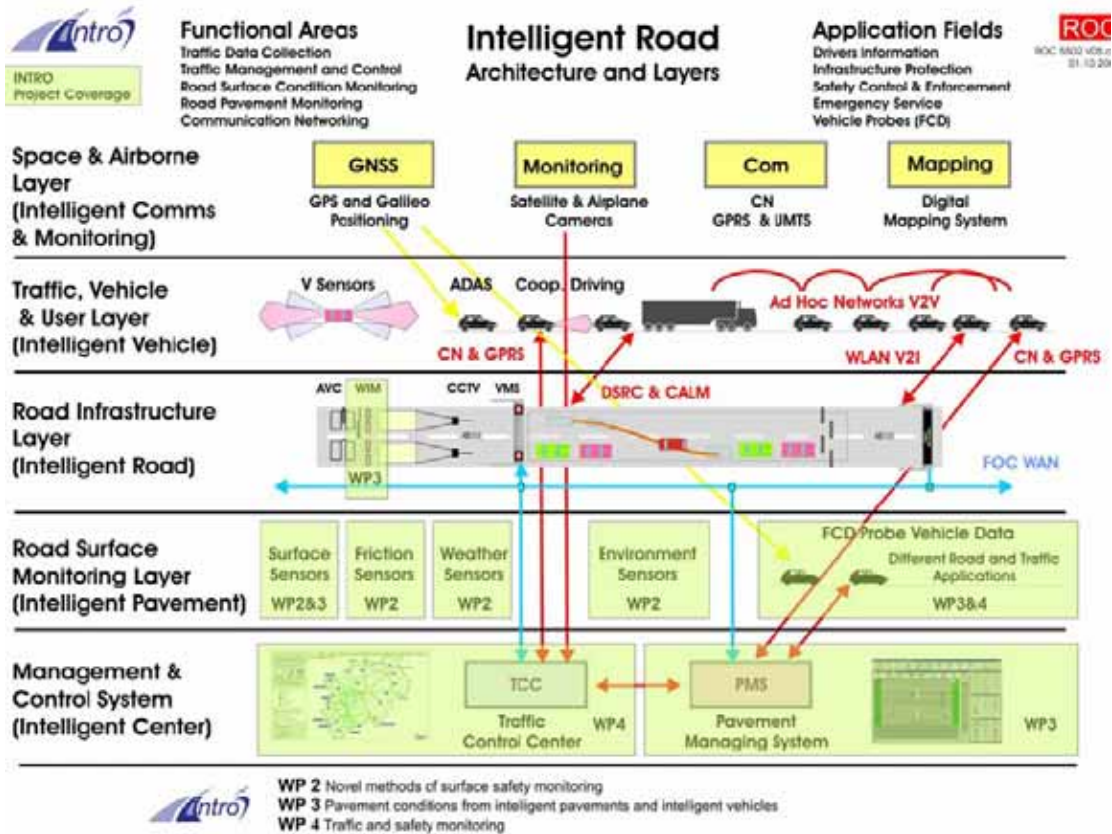 intro
INTRO
Project Coverage
Functional Areas
Traffic Data Collection
Traffic Management and Control
Road Surface Condition Monitoring
Road Pavement Monitoring
Communication Networking
Intelligent Road
Architecture and Layers
Application Fields
Drivers Information
Infrastructure Protection
Safety Control & Enforcement
Emergency Service
Vehicle Probes (FCD)
ROC
Space & Airborne
Layer
(Intelligent Comms
& Monitoring)
GNSS
GPS and Galileo
Positioning
Monitoring
Satellite & Airplane
Cameras
Com
CN
GPRS & UMTS
Mapping
Digital
Mapping System
Traffic, Vehicle
& User Layer
(Intelligent Vehicle)
V Sensors
ADAS
Coop. Driving
Ad Hoc Networks V2V
CN & GPRS
WLAN V2I
CN & GPRS
Road Infrastructure
Layer
(Intelligent Road)
AVC
WIM
CCTV
VMS
DSRC & CALM
WP3
FOC WAN
Road Surface
Monitoring Layer
(Intelligent Pavement)
Surface
Sensors
WP2&3
Friction
Sensors
WP2
Weather
Sensors
WP2
Environment
Sensors
WP2
FCD Probe Vehicle Data
Different Road and Traffic
Applications
WP3&4
Management &
Control System
(Intelligent Center)
TCC
Traffic
Control Center
WP4
PMS
Pavement
Managing System
WP3
intro
WP 2 Novel methods of surface safety monitoring
WP 3 Pavement conditions from inteligent pavements and intelligent vehicles
WP 4 Traffic and safety monitoring